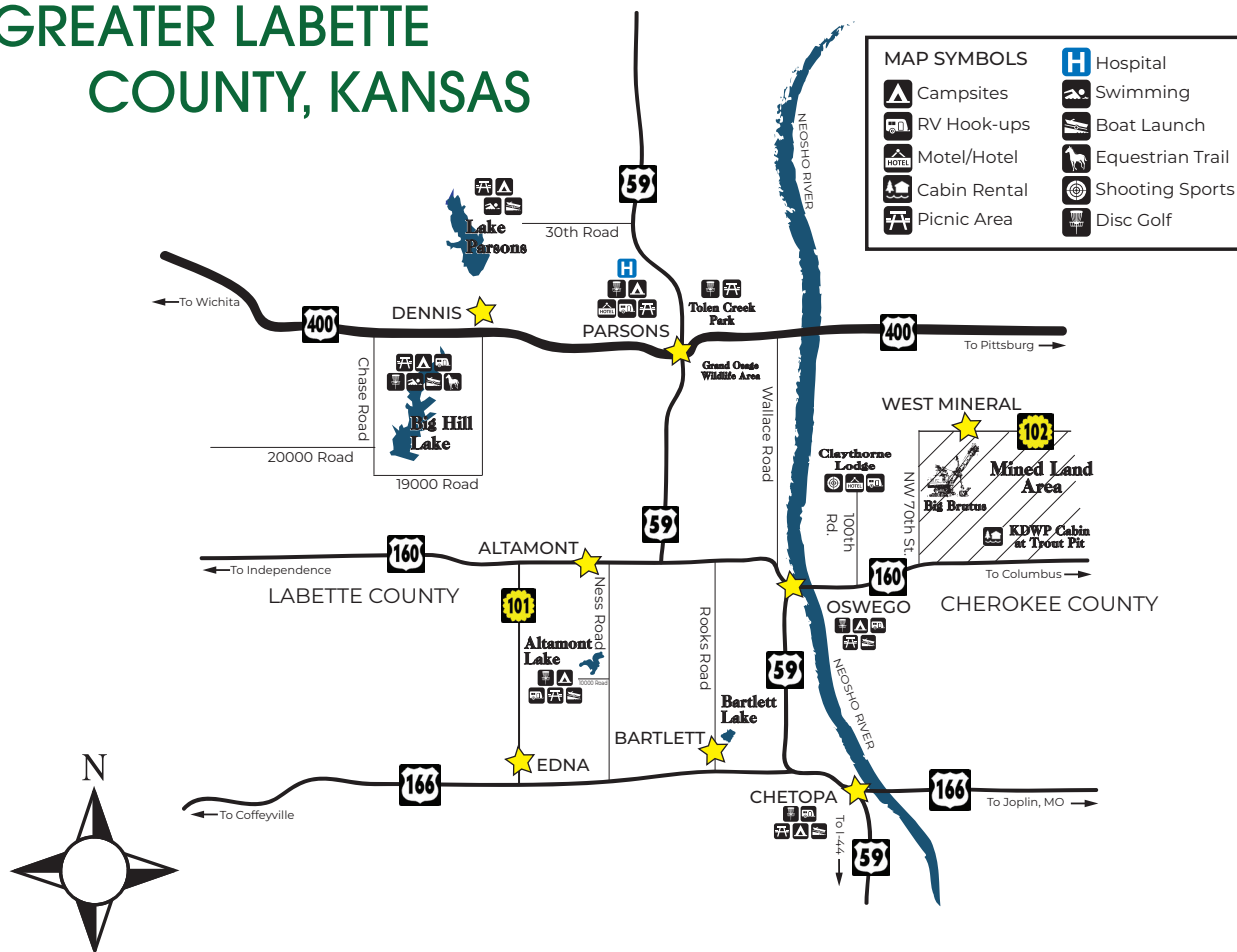 GREATER LABETTE
COUNTY, KANSAS
MAP SYMBOLS
Campsites
RV Hook-ups
HOTEL
Motel/Hotel
Cabin Rental
Picnic Area
H
Hospital
Swimming
Boat Launch
Equestrian Trail
Shooting Sports
Disc Golf
59
NEOSHO RIVER
Lake
Parsons
30th Road
To Wichita
400
DENNIS
H
HOTEL
PARSONS
Tolen Creek
Park
400
To Pittsburg
Grand Osage
Wildlife Area
Chase Road
Big Hill
Lake
20000 Road
19000 Road
Wallace Road
WEST MINERAL
102
Mined Land
Area
Big Brutus
KDWP Cabin
at Trout Pit
Claythorne
Lodge
HOTEL
100th
Rd.
NW 70th St.
59
160
ALTAMONT
To Independence
160
To Columbus
LABETTE COUNTY
OSWEGO
CHEROKEE COUNTY
101
Ness Road
Altamont
Lake
10000 Road
Rooks Road
59
NEOSHO RIVER
Bartlett
Lake
BARTLETT
EDNA
166
To Coffeyville
CHETOPA
166
To Joplin, MO
To I-44
59
N